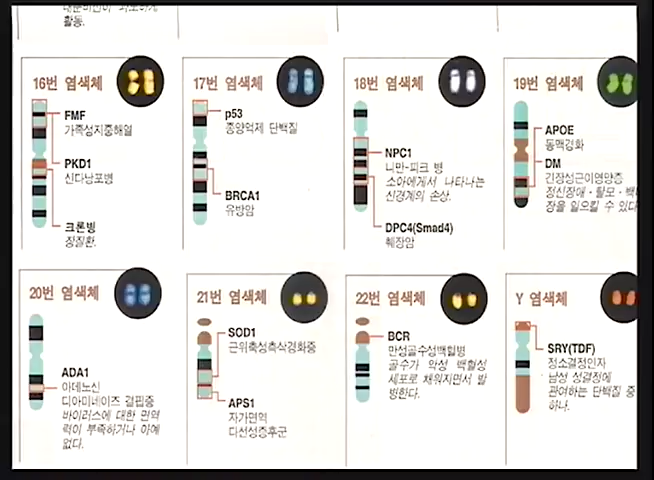 활동.
16번 염색체
FMF
가족성지중해열
PKD1
신다낭포병
크론빙
장질환.
17번 염색체
p53
종양억제 단백질
BRCA1
유방암
18번 염색체
NPC1
니만-피크 병
소아에게서 나타나는
신경계의 손상.
DPC4(Smad4)
췌장암
19번 염색체
APOE
동맥경화
DM
긴장성근이영양증
정신장애·탈모·백
장을 일으킬 수 있다
20번 염색체
ADA1
아데노신
디아미네이즈 결핍증
바이러스에 대한 면역
력이 부족하거나 아예
없다.
21번 염색체
SOD1
근위축성측삭경화증
APS1
자가면역
다선성증후군
22번 염색체
BCR
만성골수성백혈병
골수가 악성 백혈성
세포로 채워지면서 발
병한다.
Y 염색체
SRY(TDF)
정소결정인자
남성 성결정에
관여하는 단백질 중
하나.